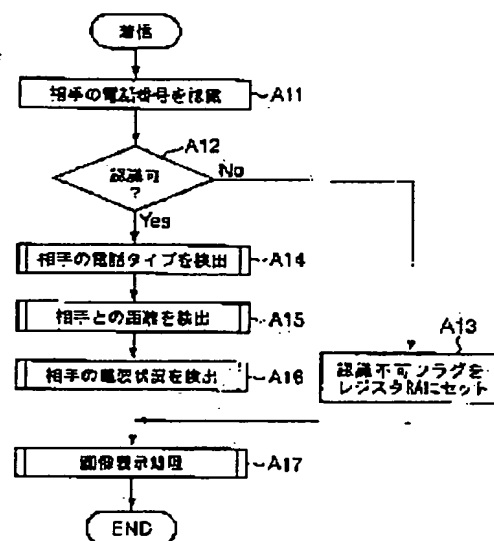 着信
相手の電話番号を認識
A11
A12
認識可
?
No
Yes
相手の電話タイプを検出
A14
相手との距離を検出
A15
A13
認識不可フラグを
レジスタRAIにセット
相手の電波状況を検出
A16
画像表示処理
A17
END